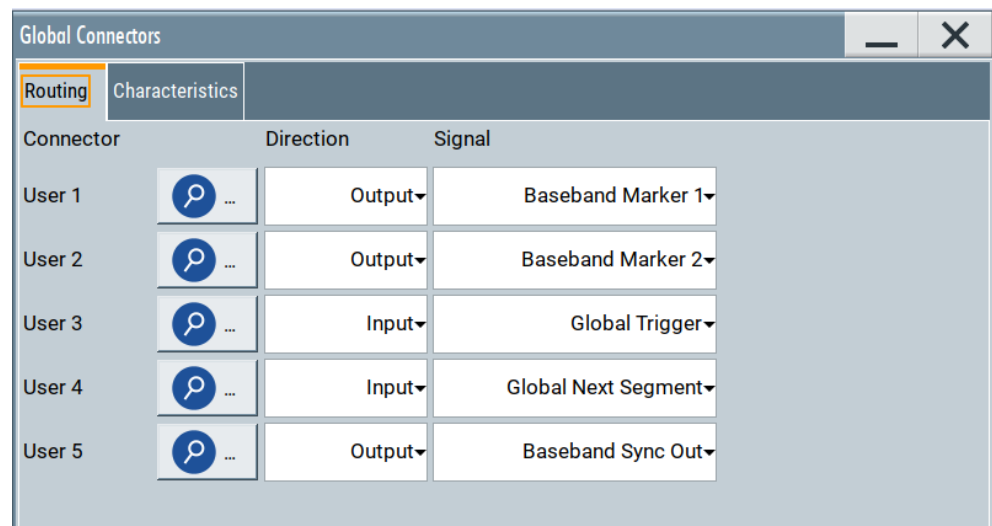 Global Connectors
Routing Characteristics
Connector Direction Signal
User 1 ... Output Baseband Marker 1
User 2 ... Output Baseband Marker 2
User 3 ... Input Global Trigger
User 4 ... Input Global Next Segment
User 5 ... Output Baseband Sync Out